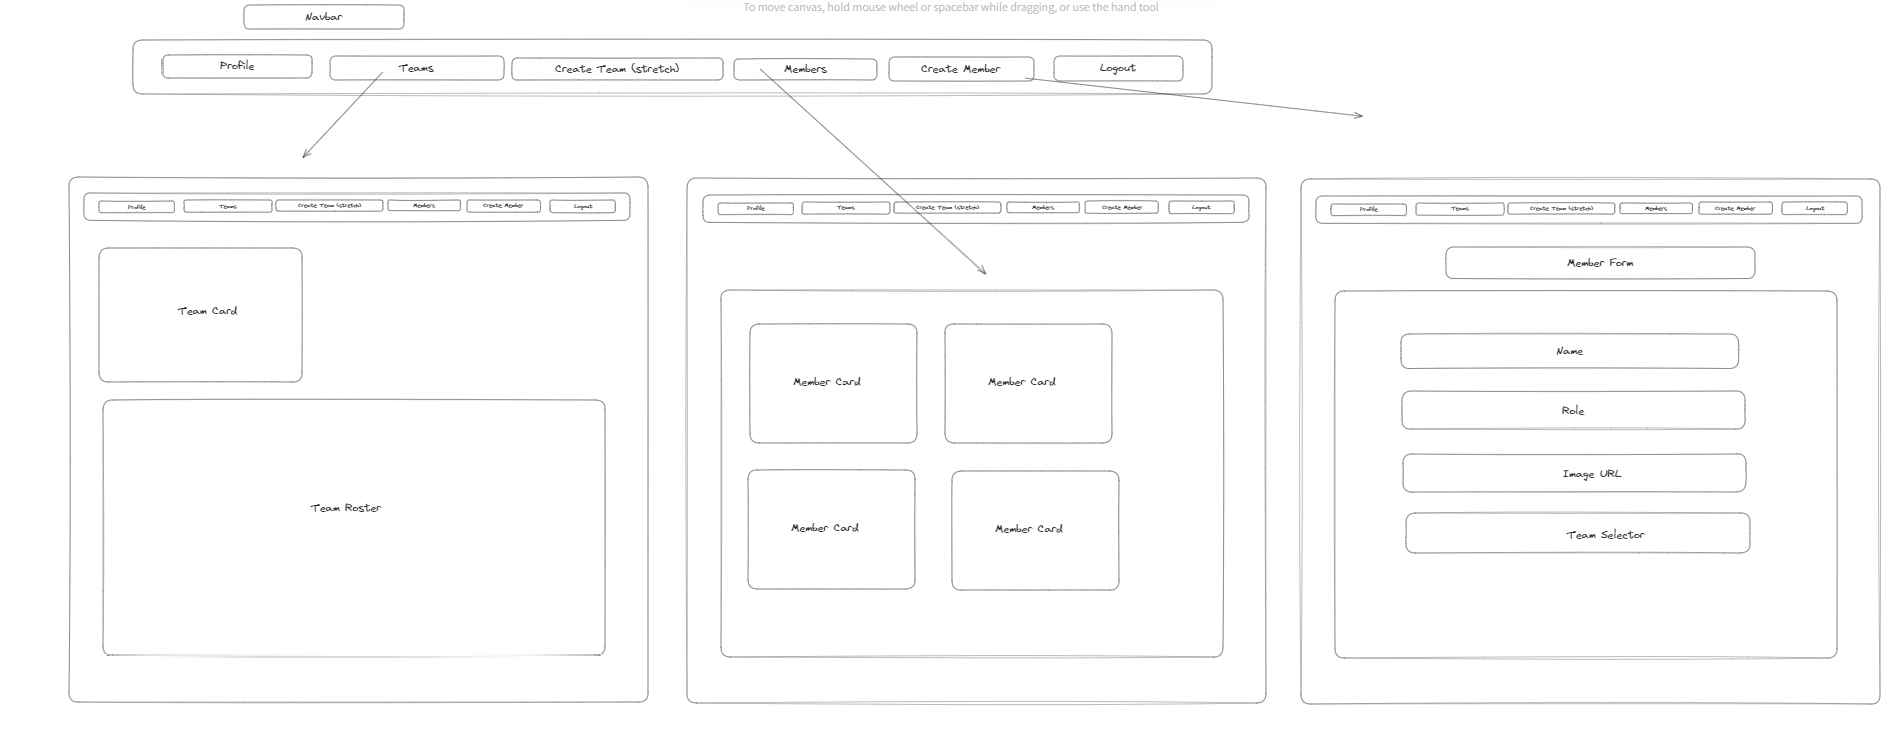 To move canvas, hold mouse wheel or spacebar while dragging, or use the hand tool
Navbar
Profile
Teams
Create Team (stretch)
Members
Create Member
Logout
Profile
Teams
Create Team (stretch)
Members
Create Member
Logout
Team Card
Team Roster
Profile
Teams
Create Team (stretch)
Members
Create Member
Logout
Member Card
Member Card
Member Card
Member Card
Profile
Teams
Create Team (stretch)
Members
Create Member
Logout
Member Form
Name
Role
Image URL
Team Selector